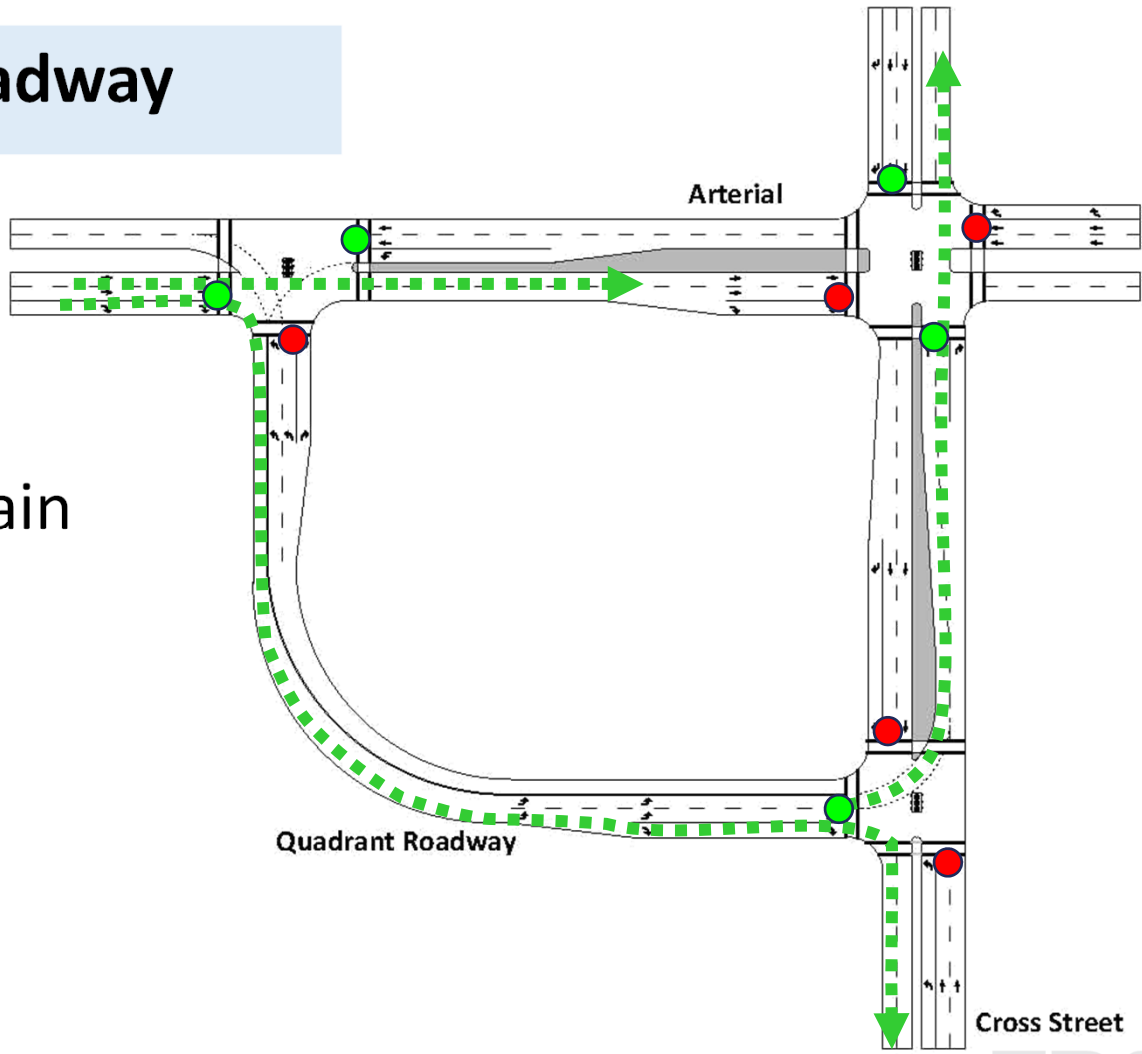 adway
Arterial
ain
Quadrant Roadway
Cross Street